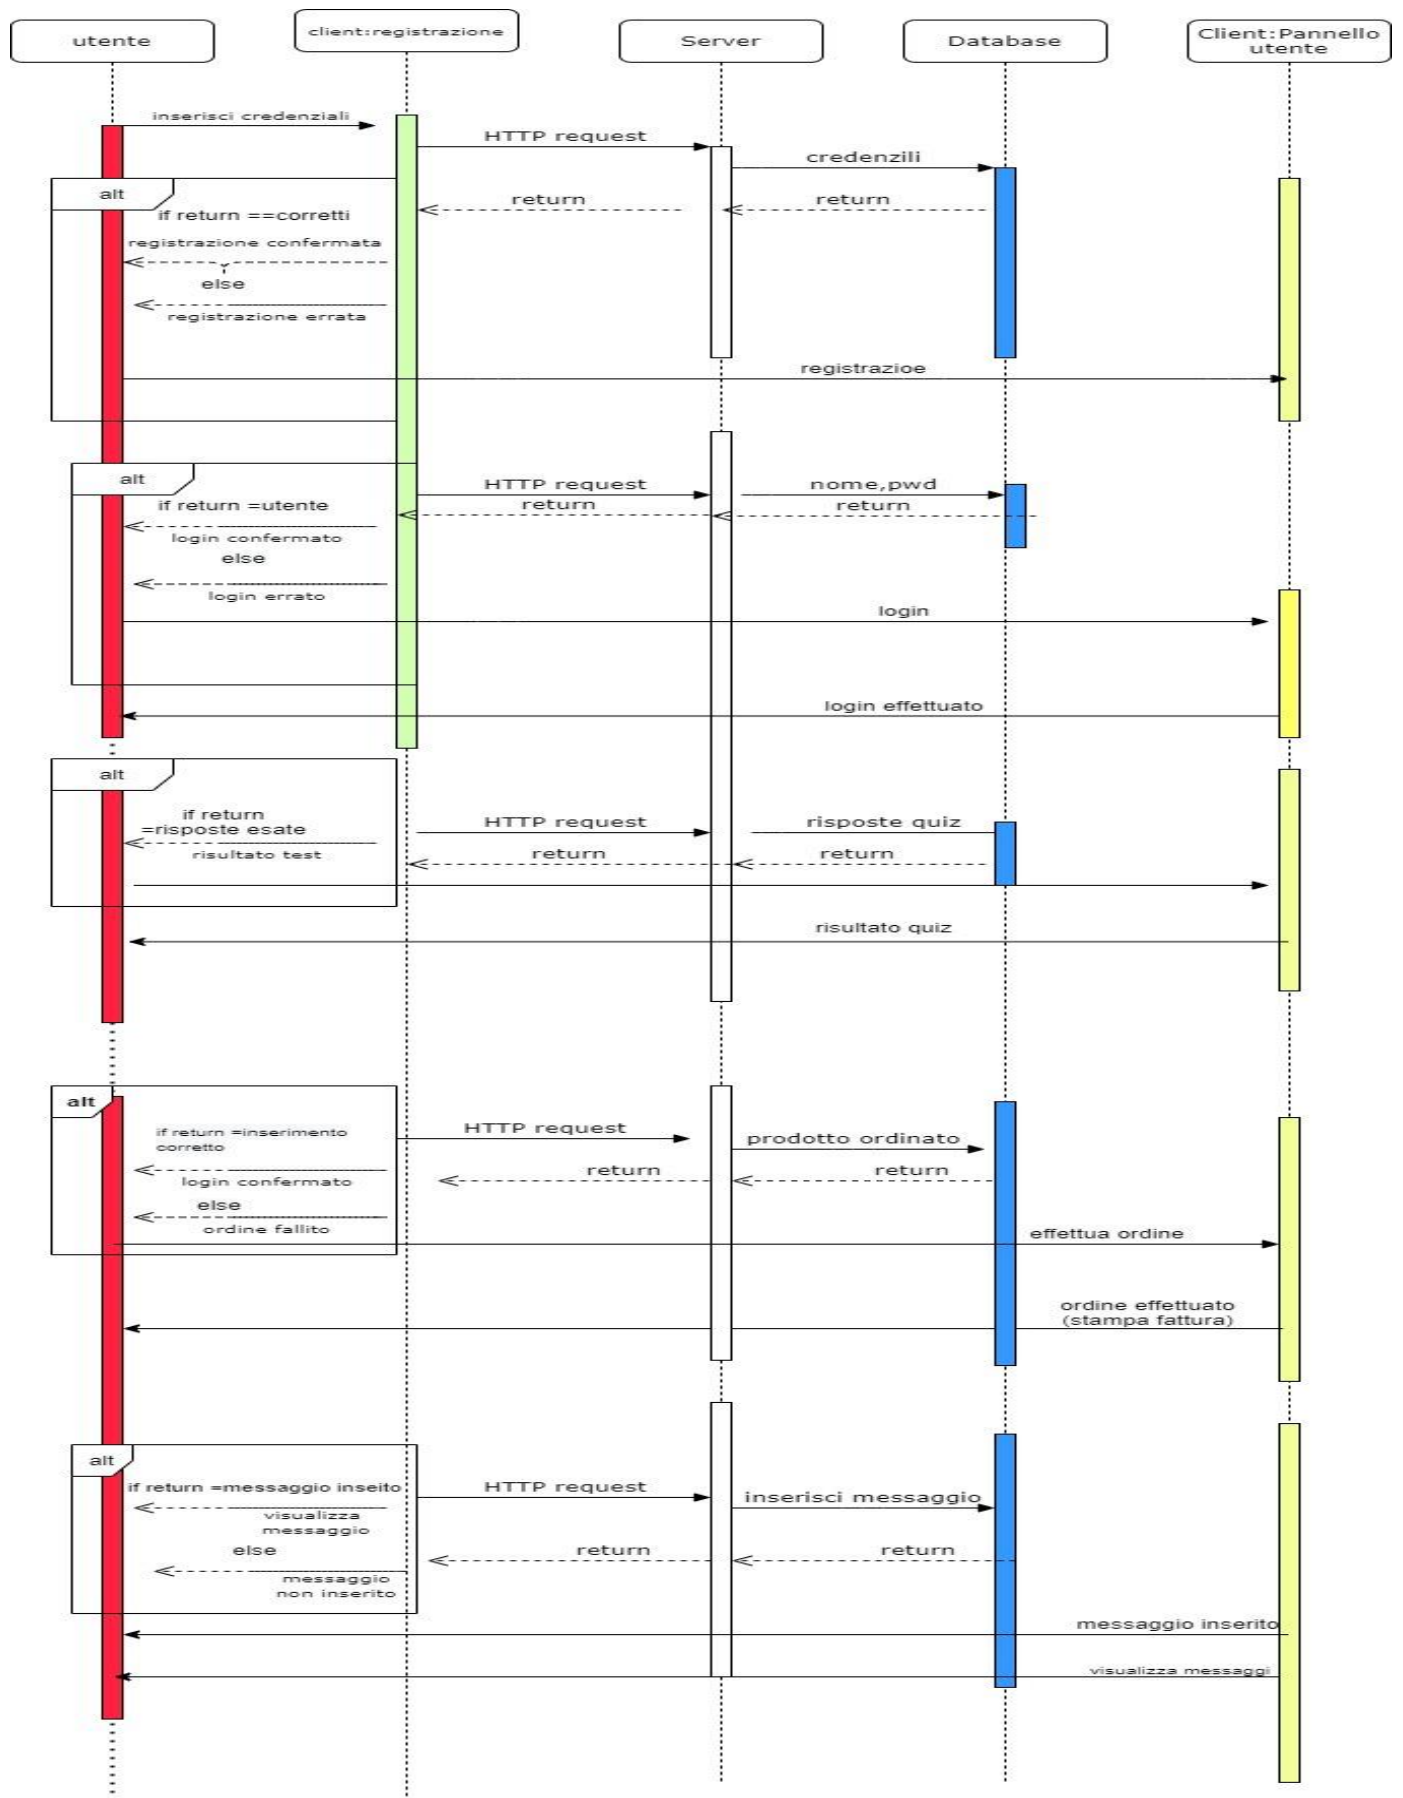 utente
client:registrazione
Server
Database
Client:Pannello
utente
inserisci credenziali
HTTP request
credenzili
alt
return
return
if return ==corretti
registrazione confermata
else
registrazione errata
registrazioe
alt
HTTP request
nome,pwd
if return =utente
return
return
login confermato
else
login errato
login
login effettuato
alt
if return
=risposte esate
HTTP request
risposte quiz
risultato test
return
return
risultato quiz
alt
if return =inserimento
corretto
HTTP request
prodotto ordinato
return
return
login confermato
else
ordine fallito
effettua ordine
ordine effettuato
(stampa fattura)
alt
if return =messaggio inseito
HTTP request
inserisci messaggio
visualizza
messaggio
else
return
return
messaggio
non inserito
messaggio inserito
visualizza messaggi